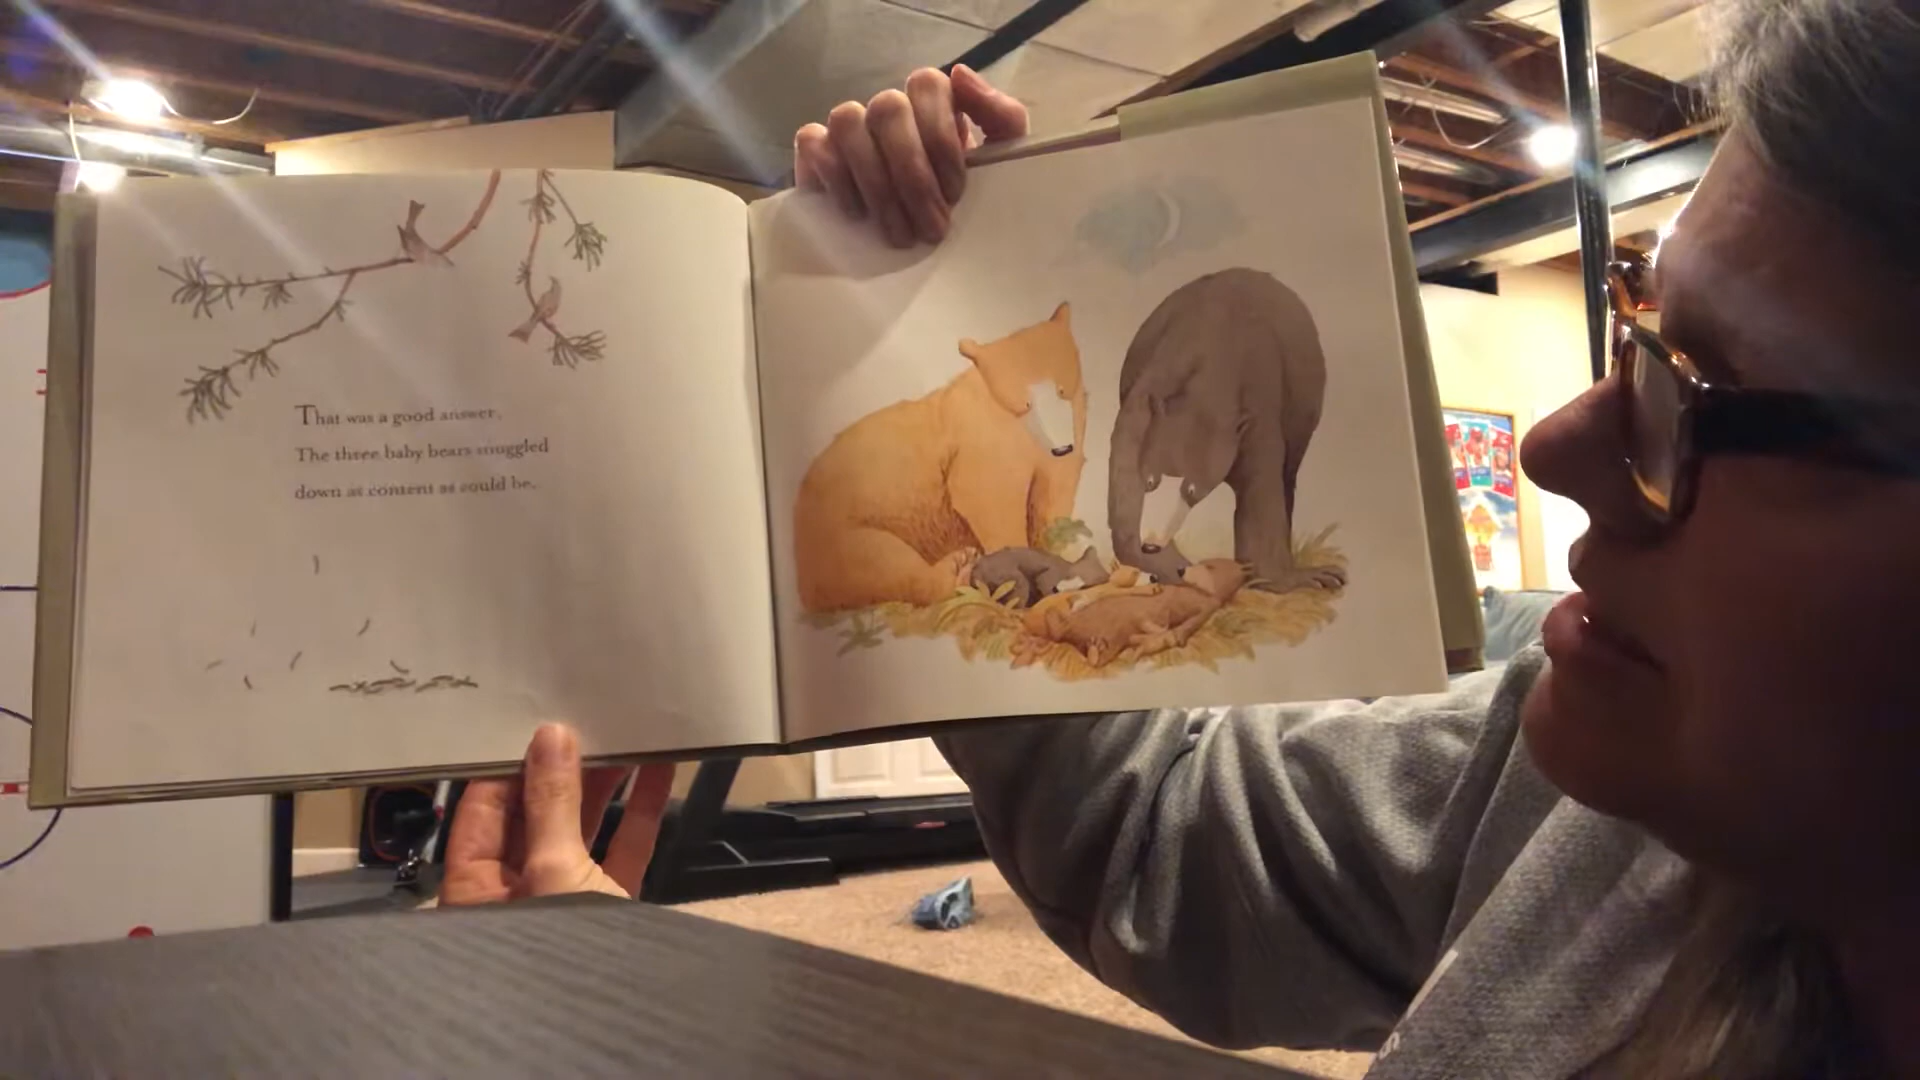 That was a good answer.
The three baby bears snuggled
down as content as could be.